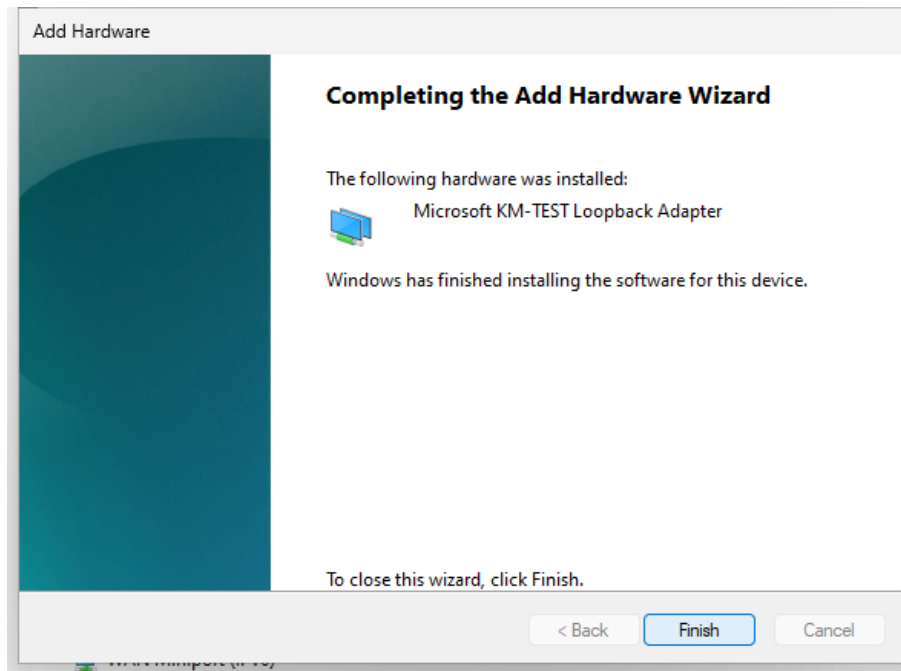 Add Hardware
Completing the Add Hardware Wizard
The following hardware was installed:
Microsoft KM-TEST Loopback Adapter
Windows has finished installing the software for this device.
To close this wizard, click Finish.
< Back
Finish
Cancel